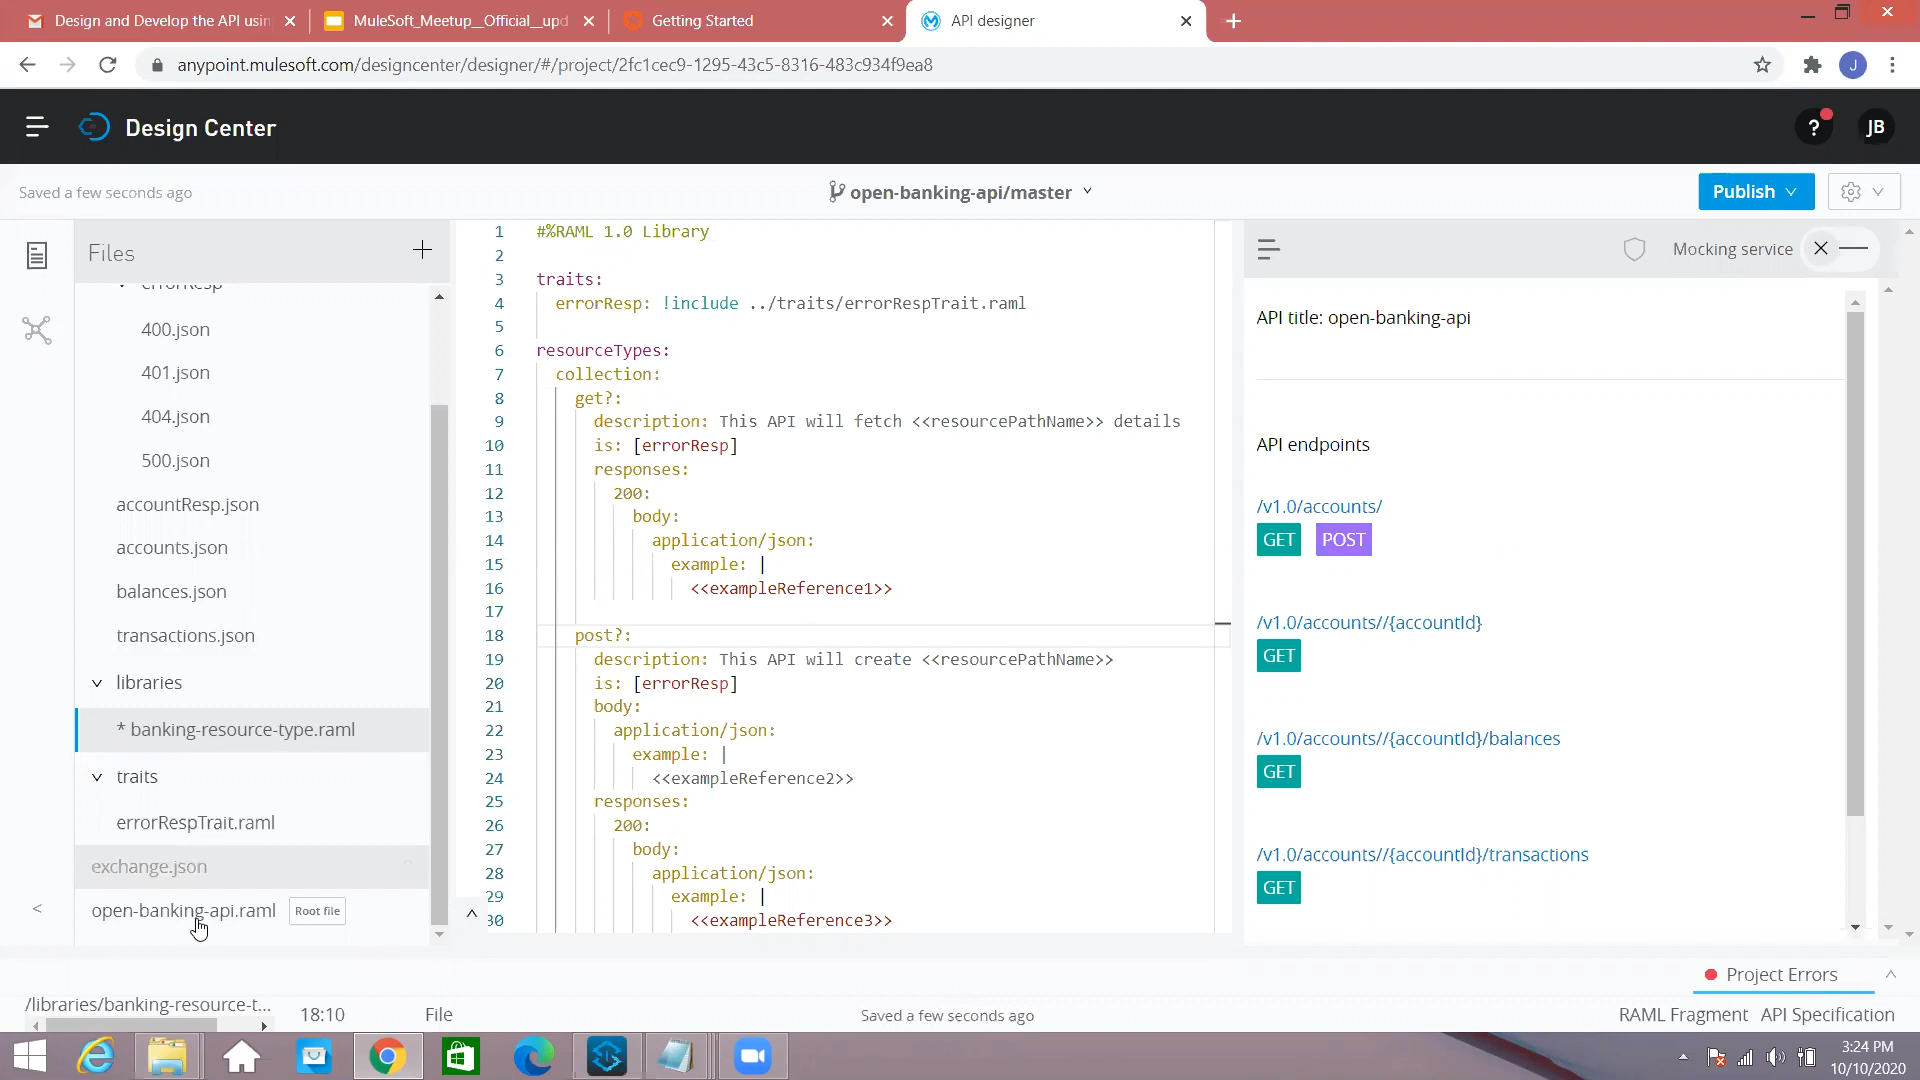 Design and Develop the API usin
MuleSoft_Meetup__Official__upd
Getting Started
API designer
anypoint.mulesoft.com/designcenter/designer/#/project/2fc1cec9-1295-43c5-8316-483c934f9ea8
J
Design Center
?
JB
Saved a few seconds ago
open-banking-api/master
Publish
Files
errorResp
400.json
401.json
404.json
500.json
accountResp.json
accounts.json
balances.json
transactions.json
libraries
* banking-resource-type.raml
traits
errorRespTrait.raml
exchange.json
open-banking-api.raml Root file
1 #%RAML 1.0 Library
2
3 traits:
4 errorResp: !include ../traits/errorRespTrait.raml
5
6 resourceTypes:
7 collection:
8 get?:
9 description: This API will fetch <<resourcePathName>> details
10 is: [errorResp]
11 responses:
12 200:
13 body:
14 application/json:
15 example: |
16 <<exampleReference1>>
17
18 post?:
19 description: This API will create <<resourcePathName>>
20 is: [errorResp]
21 body:
22 application/json:
23 example: |
24 <<exampleReference2>>
25 responses:
26 200:
27 body:
28 application/json:
29 example: |
30 <<exampleReference3>>
Mocking service
API title: open-banking-api
API endpoints
/v1.0/accounts/
GET POST
/v1.0/accounts//{accountId}
GET
/v1.0/accounts//{accountId}/balances
GET
/v1.0/accounts//{accountId}/transactions
GET
Project Errors
/libraries/banking-resource-t...
18:10
File
Saved a few seconds ago
RAML Fragment API Specification
3:24 PM
10/10/2020